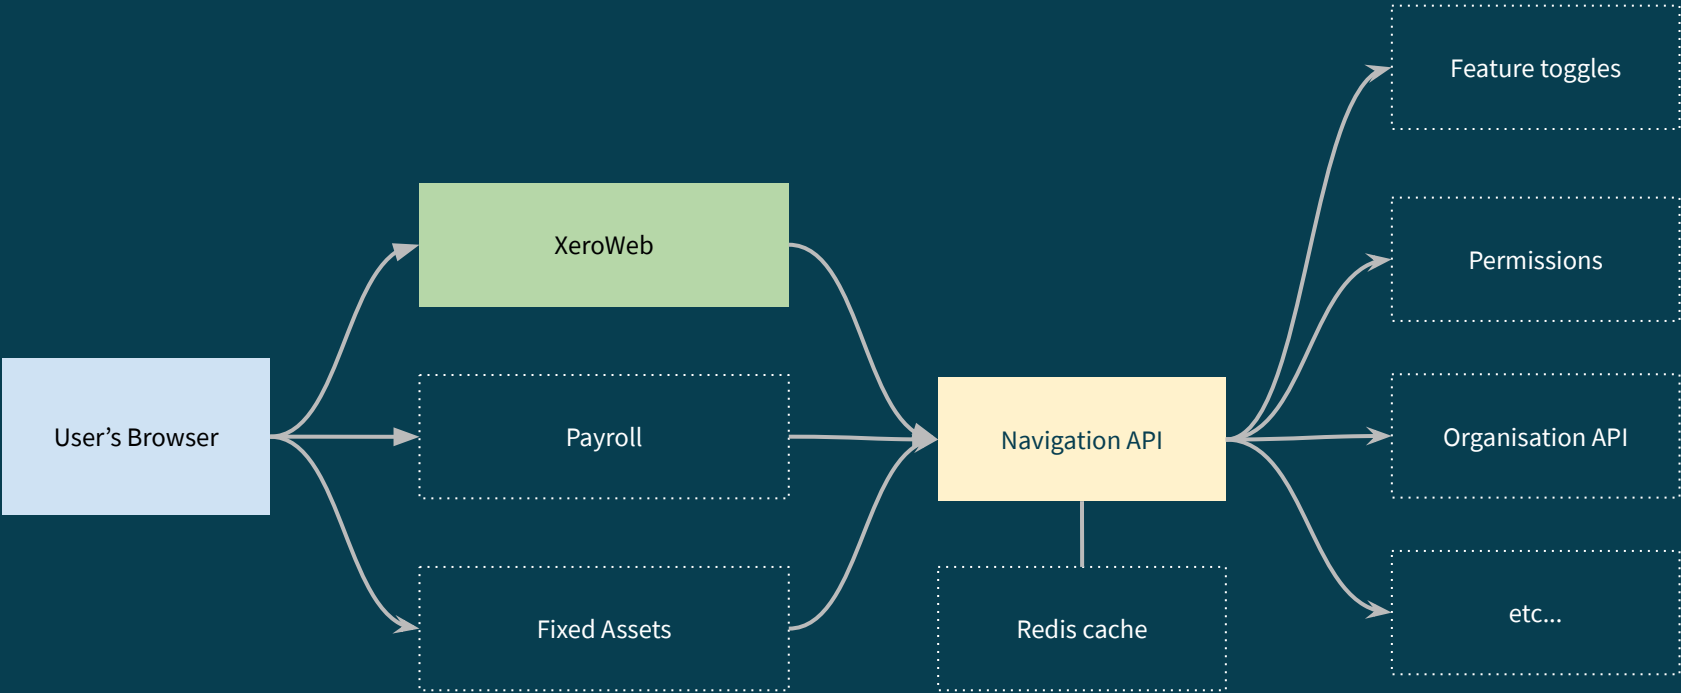 User’s Browser
XeroWeb
Payroll
Fixed Assets
Navigation API
Redis cache
Feature toggles
Permissions
Organisation API
etc...